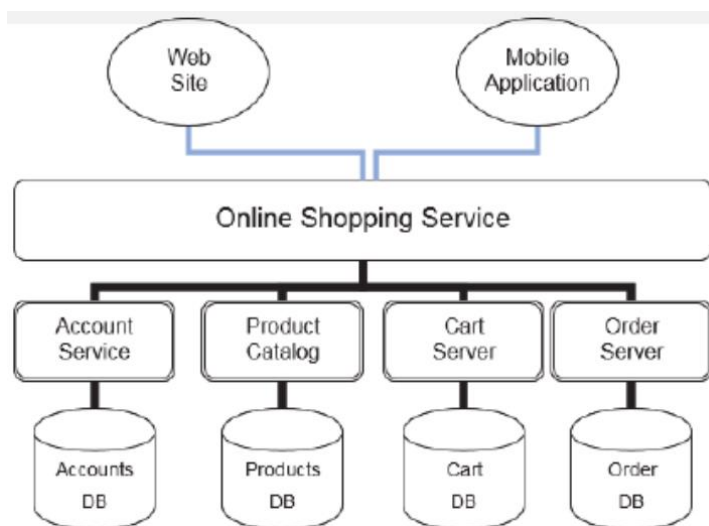 Web
Site
Mobile
Application
Online Shopping Service
Account
Service
Product
Catalog
Cart
Server
Order
Server
Accounts
DB
Products
DB
Cart
DB
Order
DB